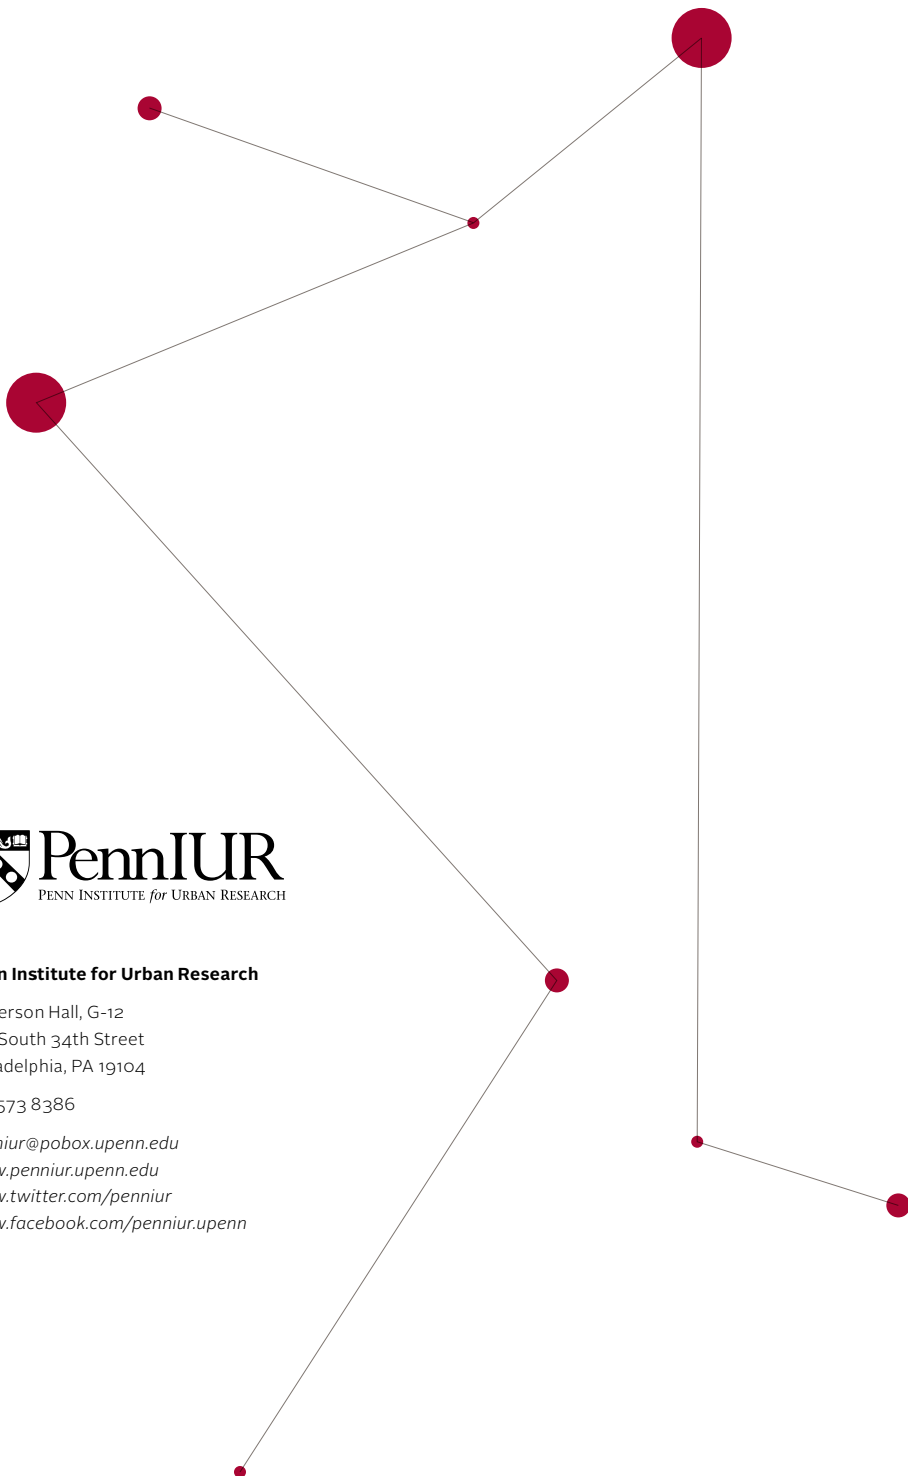 PennIUR
PENN INSTITUTE for URBAN RESEARCH
n Institute for Urban Research
erson Hall, G-12
South 34th Street
adelphia, PA 19104
573 8386
niur@pobox.upenn.edu
w.penniur.upenn.edu
w.twitter.com/penniur
w.facebook.com/penniur.upenn